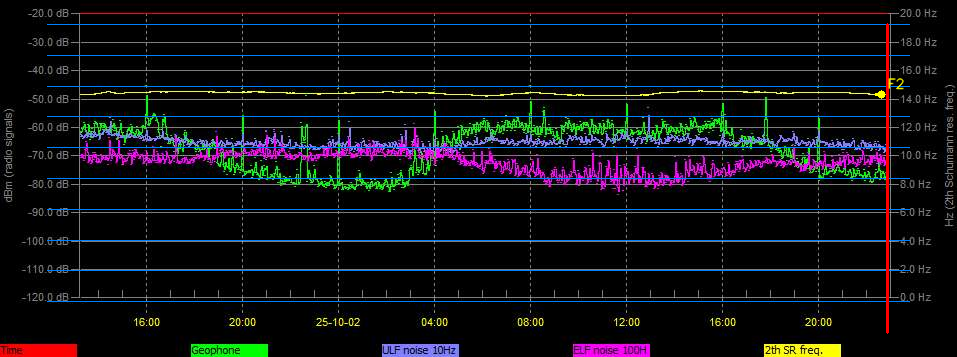 -20.0 dB 20.0 Hz
-30.0 dB 18.0 Hz
-40.0 dB 16.0 Hz
F2
-50.0 dB 14.0 Hz
-60.0 dB 12.0 Hz
-70.0 dB 10.0 Hz
-80.0 dB 8.0 Hz
-90.0 dB 6.0 Hz
-100.0 dB 4.0 Hz
-110.0 dB 2.0 Hz
-120.0 dB 0.0 Hz
dBm (radio signals)
Hz (2th Schumann res. freq.)
16:00 20:00 25-10-02 04:00 08:00 12:00 16:00 20:00
Time Geophone ULF noise 10Hz ELF noise 100H 2th SR freq.